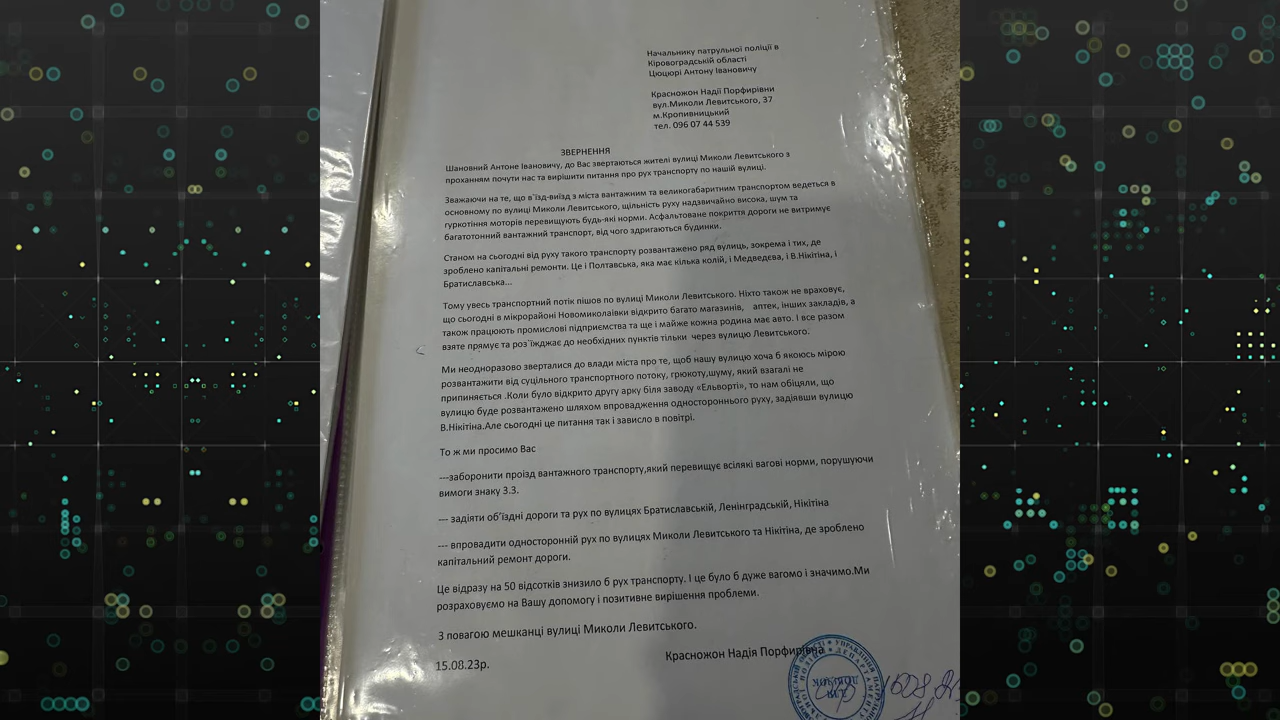 Начальнику патрульної поліції в
Кіровоградській області
Цюцюрі Антону Івановичу
Красножон Надії Порфирівни
вул.Миколи Левитського, 37
м.Кропивницький
тел. 096 07 44 539
ЗВЕРНЕННЯ
Шановний Антоне Івановичу, до Вас звертаються жителі вулиці Миколи Левитського з
проханням почути нас та вирішити питання про рух транспорту по нашій вулиці.
Зважаючи на те, що в`їзд-виїзд з міста вантажним та великогабаритним транспортом ведеться в
основному по вулиці Миколи Левитського, щільність руху надзвичайно висока, шум та
гуркотіння моторів перевищують будь-які норми. Асфальтоване покриття дороги не витримує
багатотонний вантажний транспорт, від чого здригаються будинки.
Станом на сьогодні від руху такого транспорту розвантажено ряд вулиць, зокрема і тих, де
зроблено капітальні ремонти. Це і Полтавська, яка має кілька колій, і Медведєва, і В.Нікітіна, і
Братиславська...
Тому увесь транспортний потік пішов по вулиці Миколи Левитського. Ніхто також не враховує,
що сьогодні в мікрорайоні Новомиколаївки відкрито багато магазинів, аптек, інших закладів, а
також працюють промислові підприємства та ще і майже кожна родина має авто. І все разом
взяте прямує та роз`їжджає до необхідних пунктів тільки через вулицю Левитського.
Ми неодноразово зверталися до влади міста про те, щоб нашу вулицю хоча б якоюсь мірою
розвантажити від суцільного транспортного потоку, грюкоту,шуму, який взагалі не
припиняється .Коли було відкрито другу арку біля заводу «Ельворті», то нам обіцяли, що
вулицю буде розвантажено шляхом впровадження одностороннього руху, задіявши вулицю
В.Нікітіна.Але сьогодні це питання так і зависло в повітрі.
То ж ми просимо Вас
---заборонити проїзд вантажного транспорту,який перевищує всілякі вагові норми, порушуючи
вимоги знаку 3.3.
--- задіяти об'їздні дороги та рух по вулицях Братиславській, Ленінградській, Нікітіна
--- впровадити односторонній рух по вулицях Миколи Левитського та Нікітіна, де зроблено
капітальний ремонт дороги.
Це відразу на 50 відсотків знизило б рух транспорту. І це було б дуже вагомо і значимо.Ми
розраховуємо на Вашу допомогу і позитивне вирішення проблеми.
З повагою мешканці вулиці Миколи Левитського.
15.08.23р.
Красножон Надія Порфирівна